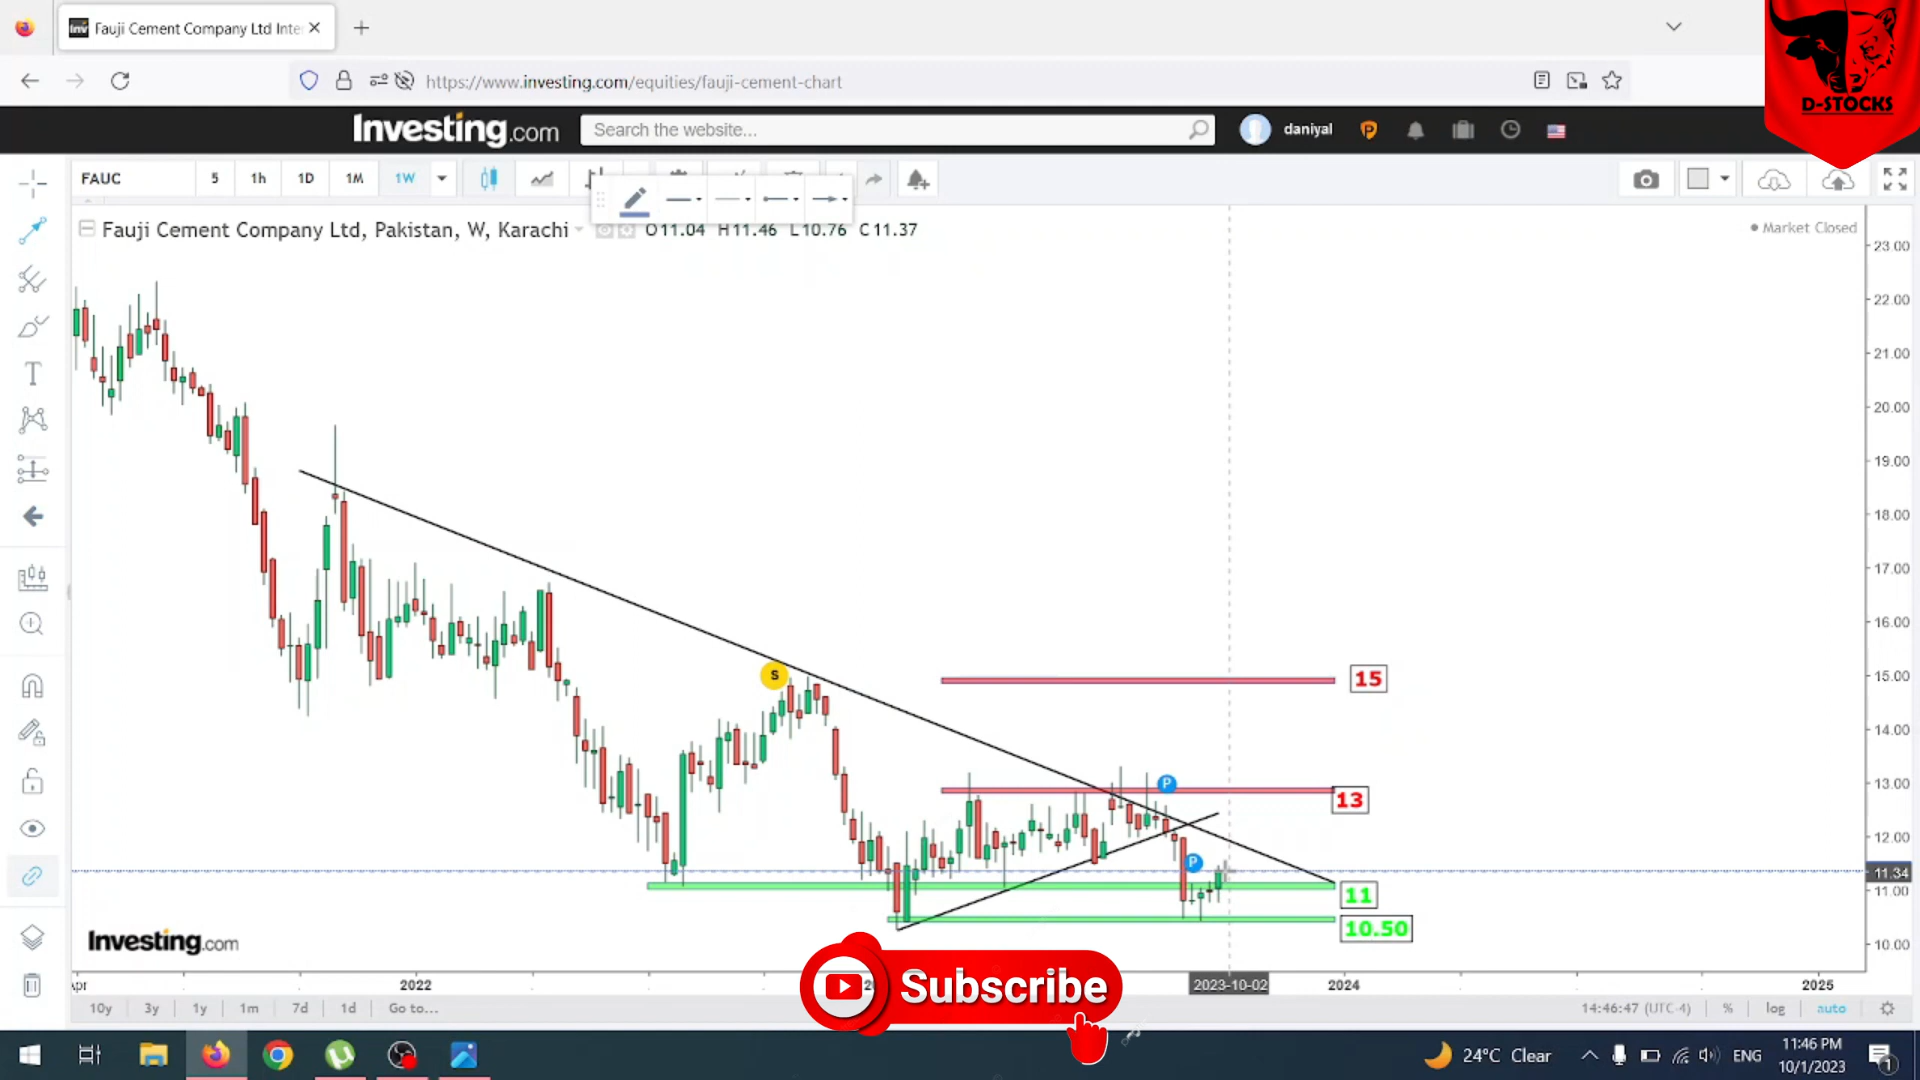 Fauji Cement Company Ltd Inte
https://www.investing.com/equities/fauji-cement-chart
D-STOCKS
Investing.com
Search the website...
daniyal
FAUC
5
1h
1D
1M
1W
Fauji Cement Company Ltd, Pakistan, W, Karachi
O11.04 H11.46 L10.76 C11.37
Market Closed
23.00
22.00
21.00
20.00
19.00
18.00
17.00
16.00
15.00
14.00
13.00
12.00
11.34
11.00
10.00
S
15
P
13
P
11
10.50
Investing.com
Apr
2022
20
2023-10-02
2024
2025
Subscribe
10y
3y
1y
1m
7d
1d
Go to...
14:46:47 (UTC-4)
%
log
auto
24°C Clear
ENG
11:46 PM
10/1/2023
1